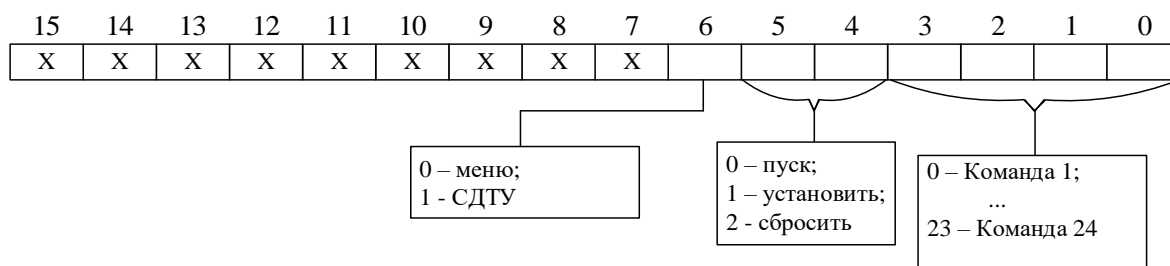 15 14 13 12 11 10 9 8 7 6 5 4 3 2 1 0
X X X X X X X X X
0 – меню;
1 - СДТУ
0 – пуск;
1 – установить;
2 - сбросить
0 – Команда 1;
...
23 – Команда 24